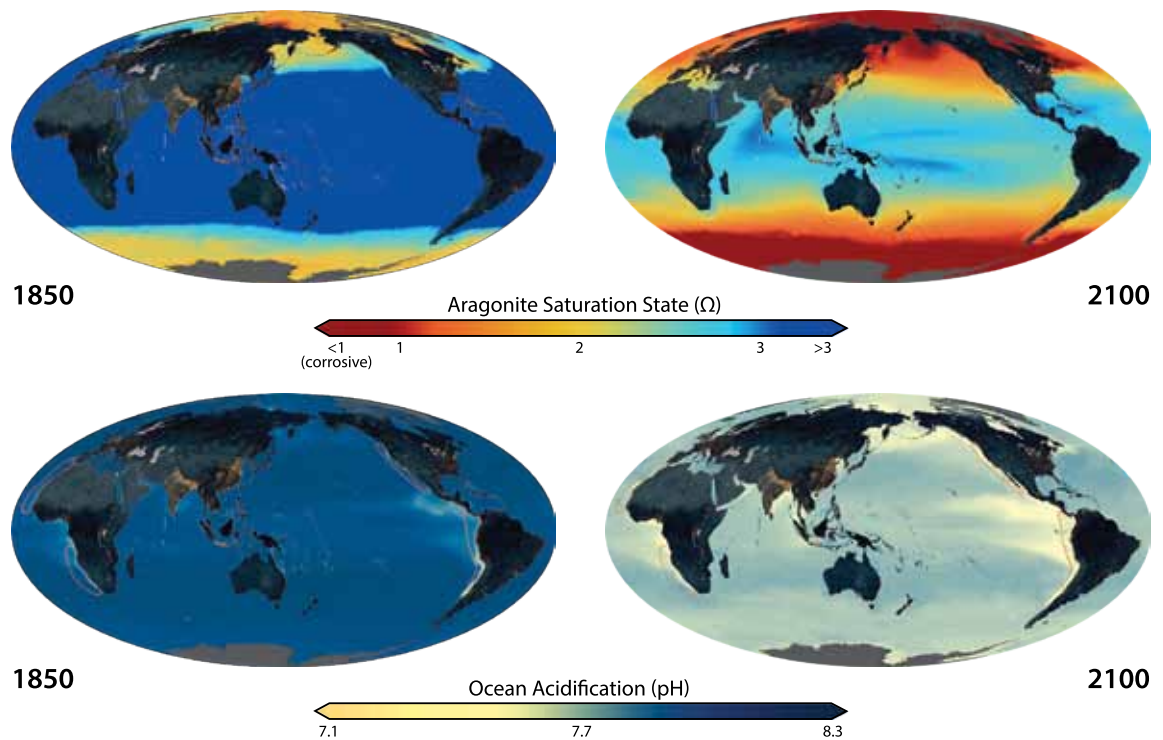 1850
2100
Aragonite Saturation State (Ω)
<1 1 2 3 >3
(corrosive)
1850
2100
Ocean Acidification (pH)
7.1 7.7 8.3